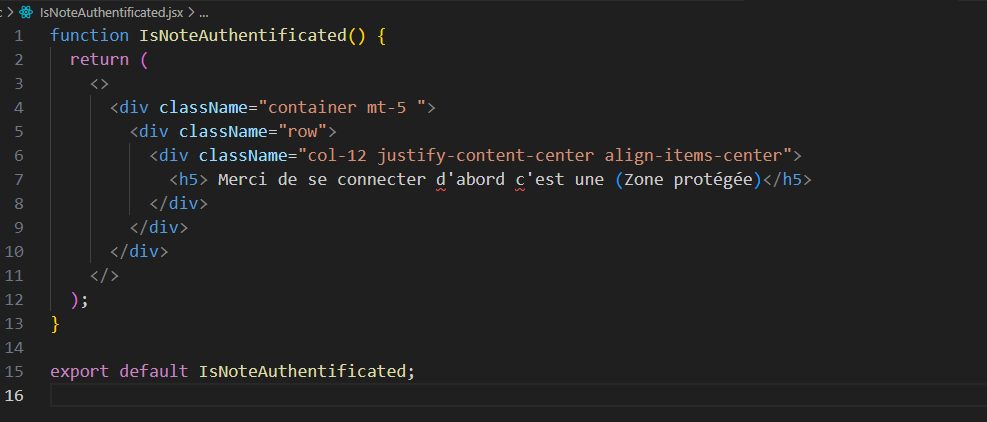 c > IsNoteAuthentificated.jsx > ...
1 function IsNoteAuthentificated() {
2 return (
3 <>
4 <div className="container mt-5 ">
5 <div className="row">
6 <div className="col-12 justify-content-center align-items-center">
7 <h5> Merci de se connecter d'abord c'est une (Zone protégée)</h5>
8 </div>
9 </div>
10 </div>
11 </>
12 );
13 }
14
15 export default IsNoteAuthentificated;
16